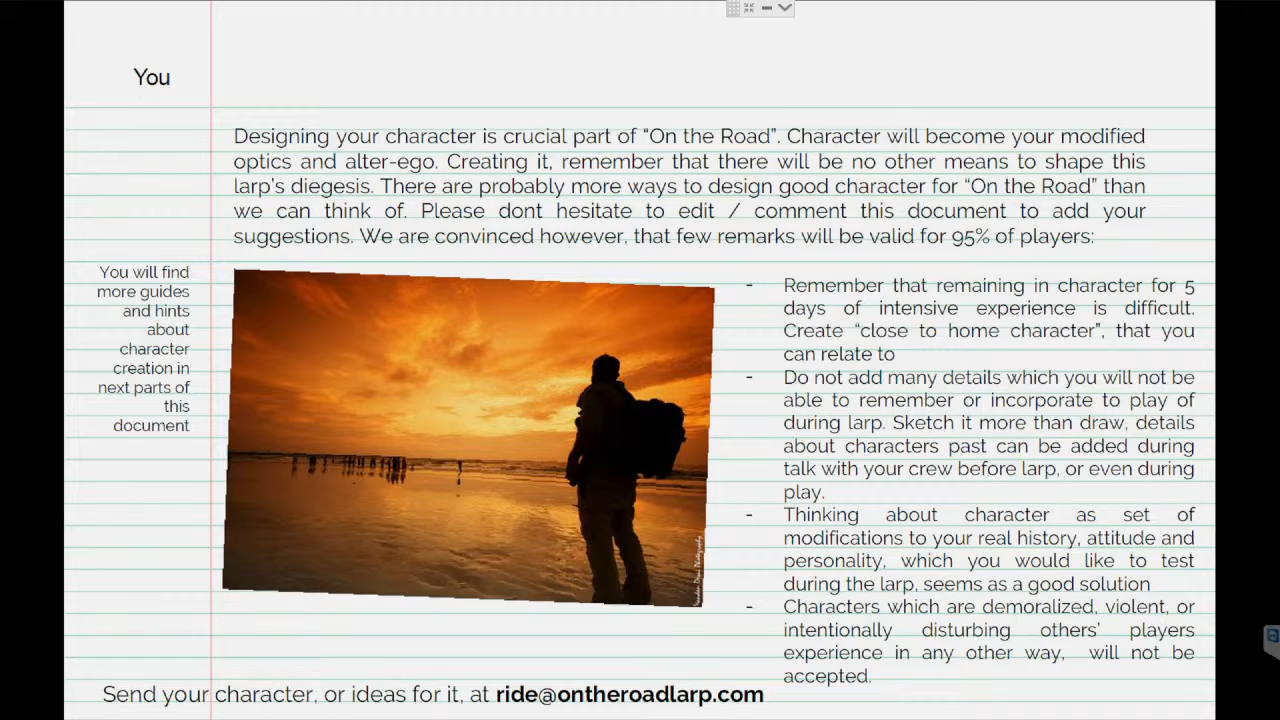 You
Designing your character is crucial part of “On the Road”. Character will become your modified
optics and alter-ego. Creating it, remember that there will be no other means to shape this
larp’s diegesis. There are probably more ways to design good character for “On the Road” than
we can think of. Please dont hesitate to edit / comment this document to add your
suggestions. We are convinced however, that few remarks will be valid for 95% of players:
You will find
more guides
and hints
about
character
creation in
next parts of
this
document
- Remember that remaining in character for 5
days of intensive experience is difficult.
Create “close to home character”, that you
can relate to
- Do not add many details which you will not be
able to remember or incorporate to play of
during larp. Sketch it more than draw, details
about characters past can be added during
talk with your crew before larp, or even during
play.
- Thinking about character as set of
modifications to your real history, attitude and
personality, which you would like to test
during the larp, seems as a good solution
- Characters which are demoralized, violent, or
intentionally disturbing others’ players
experience in any other way, will not be
accepted.
Send your character, or ideas for it, at ride@ontheroadlarp.com